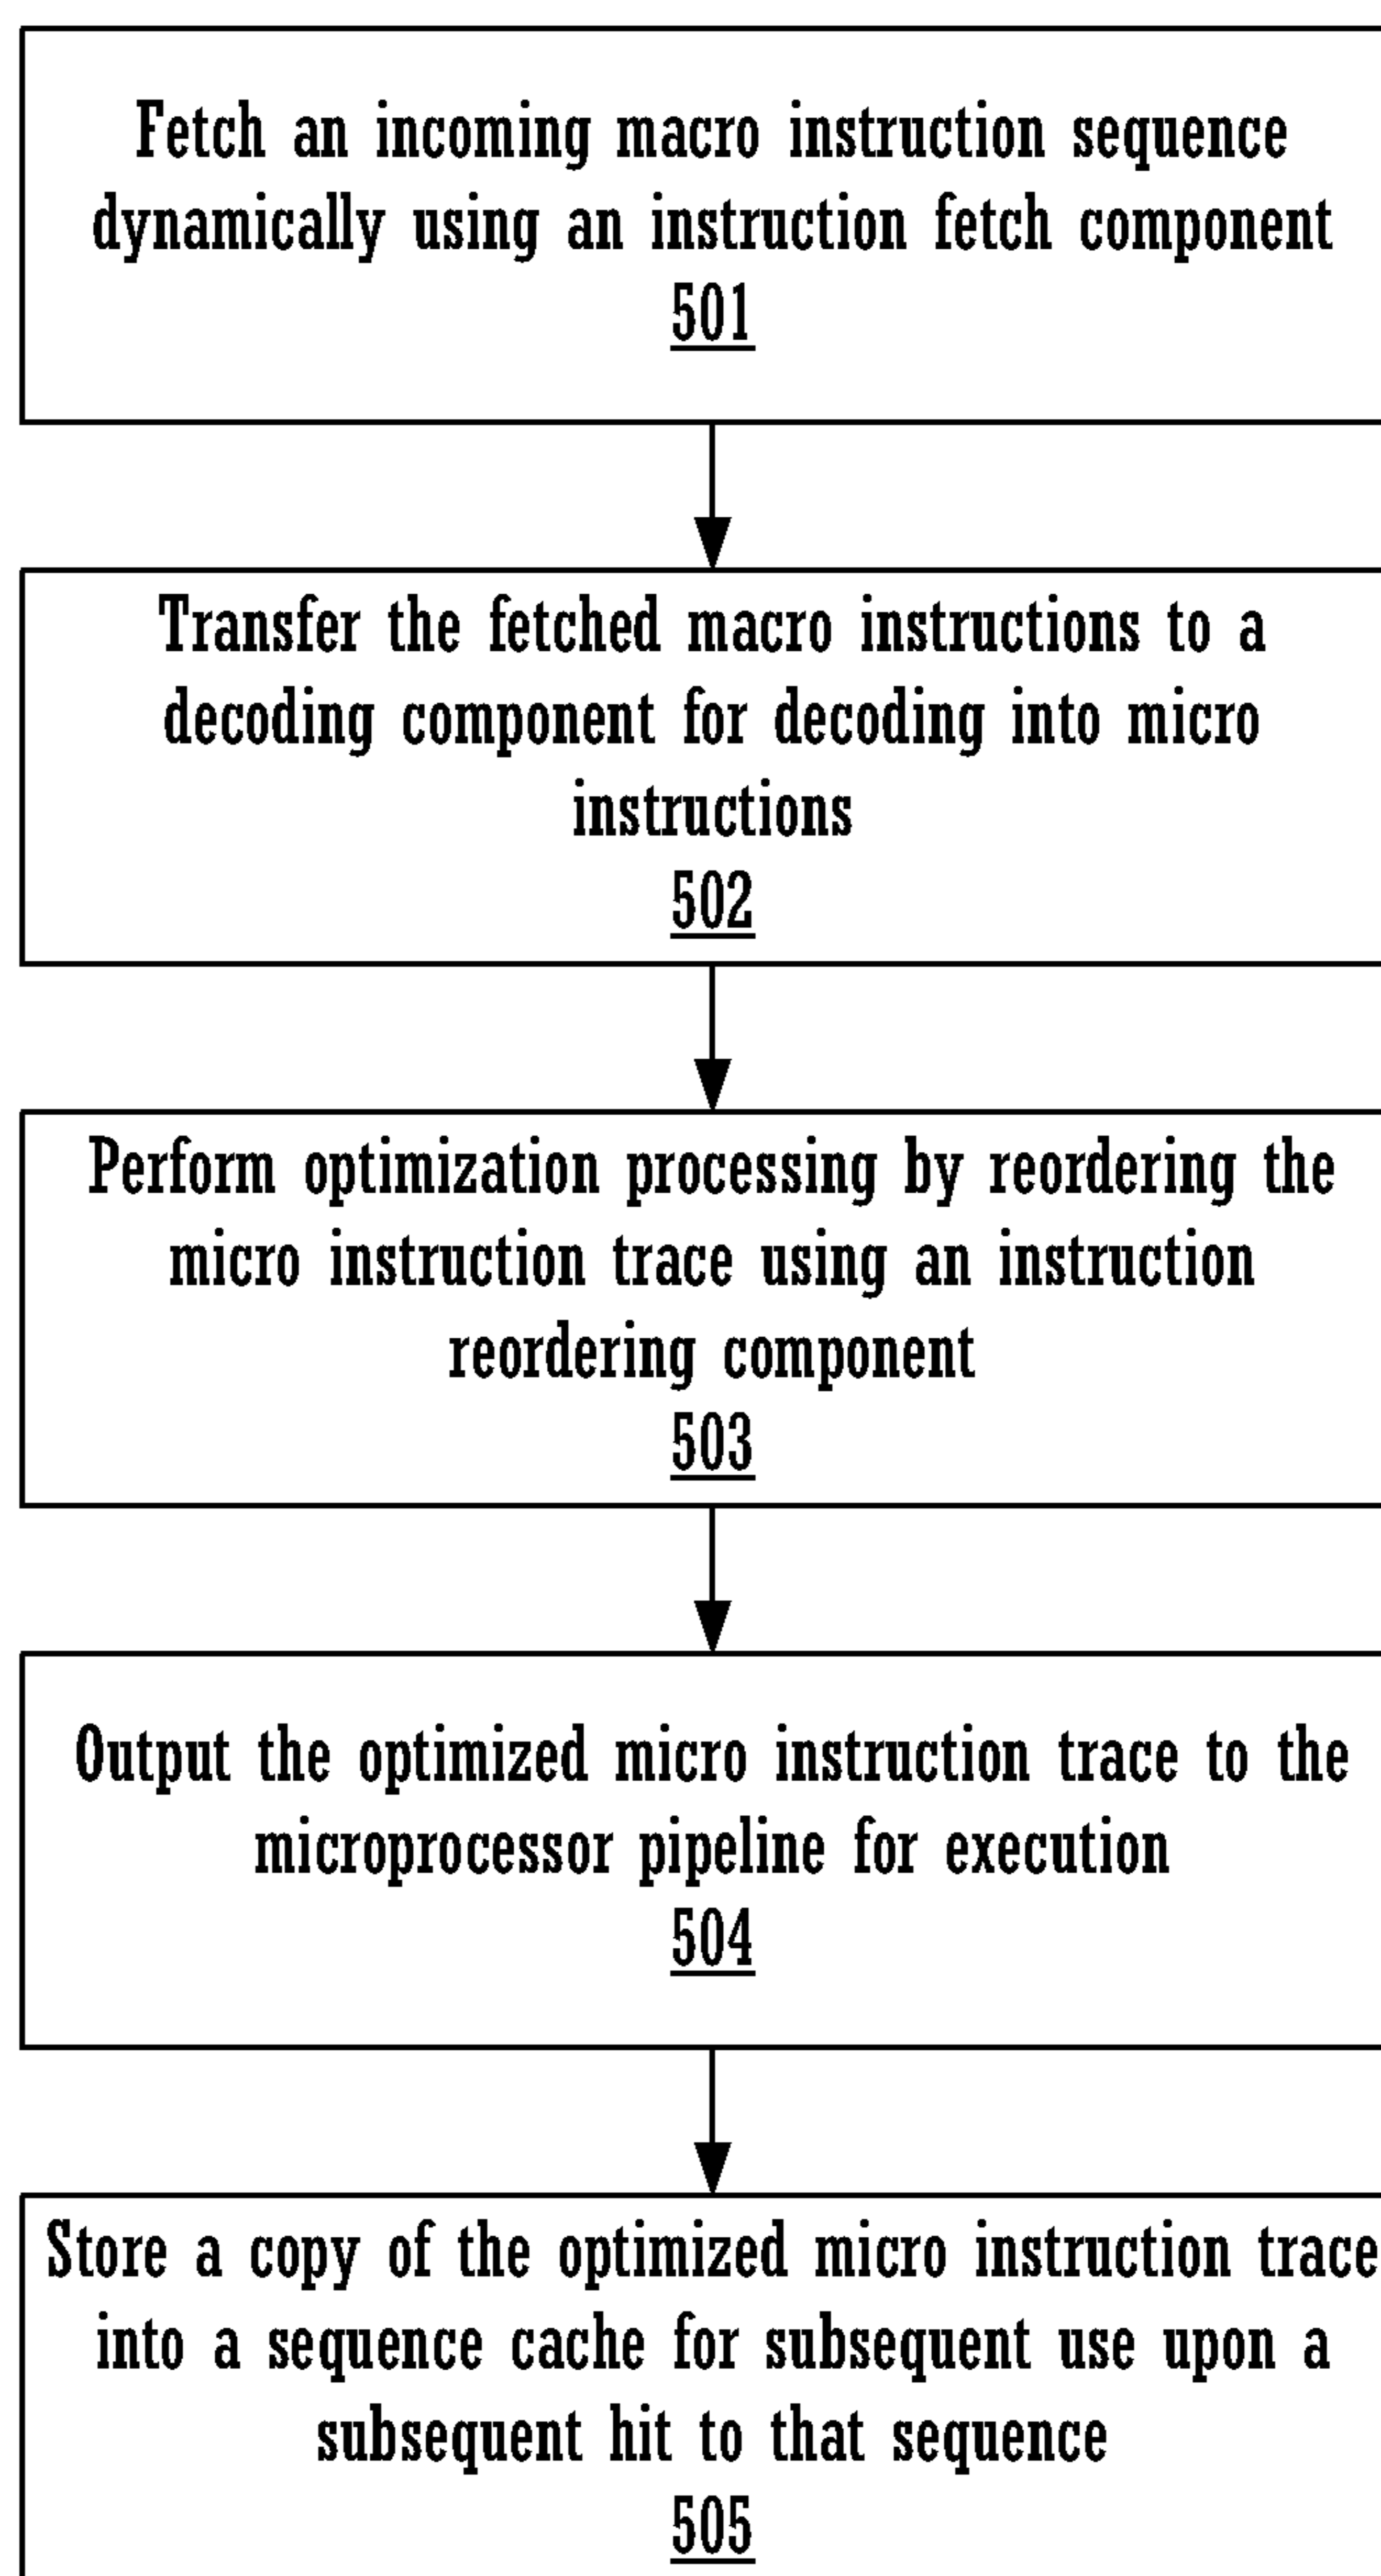 Fetch an incoming macro instruction sequence
dynamically using an instruction fetch component
501
Transfer the fetched macro instructions to a
decoding component for decoding into micro
instructions
502
Perform optimization processing by reordering the
micro instruction trace using an instruction
reordering component
503
Output the optimized micro instruction trace to the
microprocessor pipeline for execution
504
Store a copy of the optimized micro instruction trace
into a sequence cache for subsequent use upon a
subsequent hit to that sequence
505